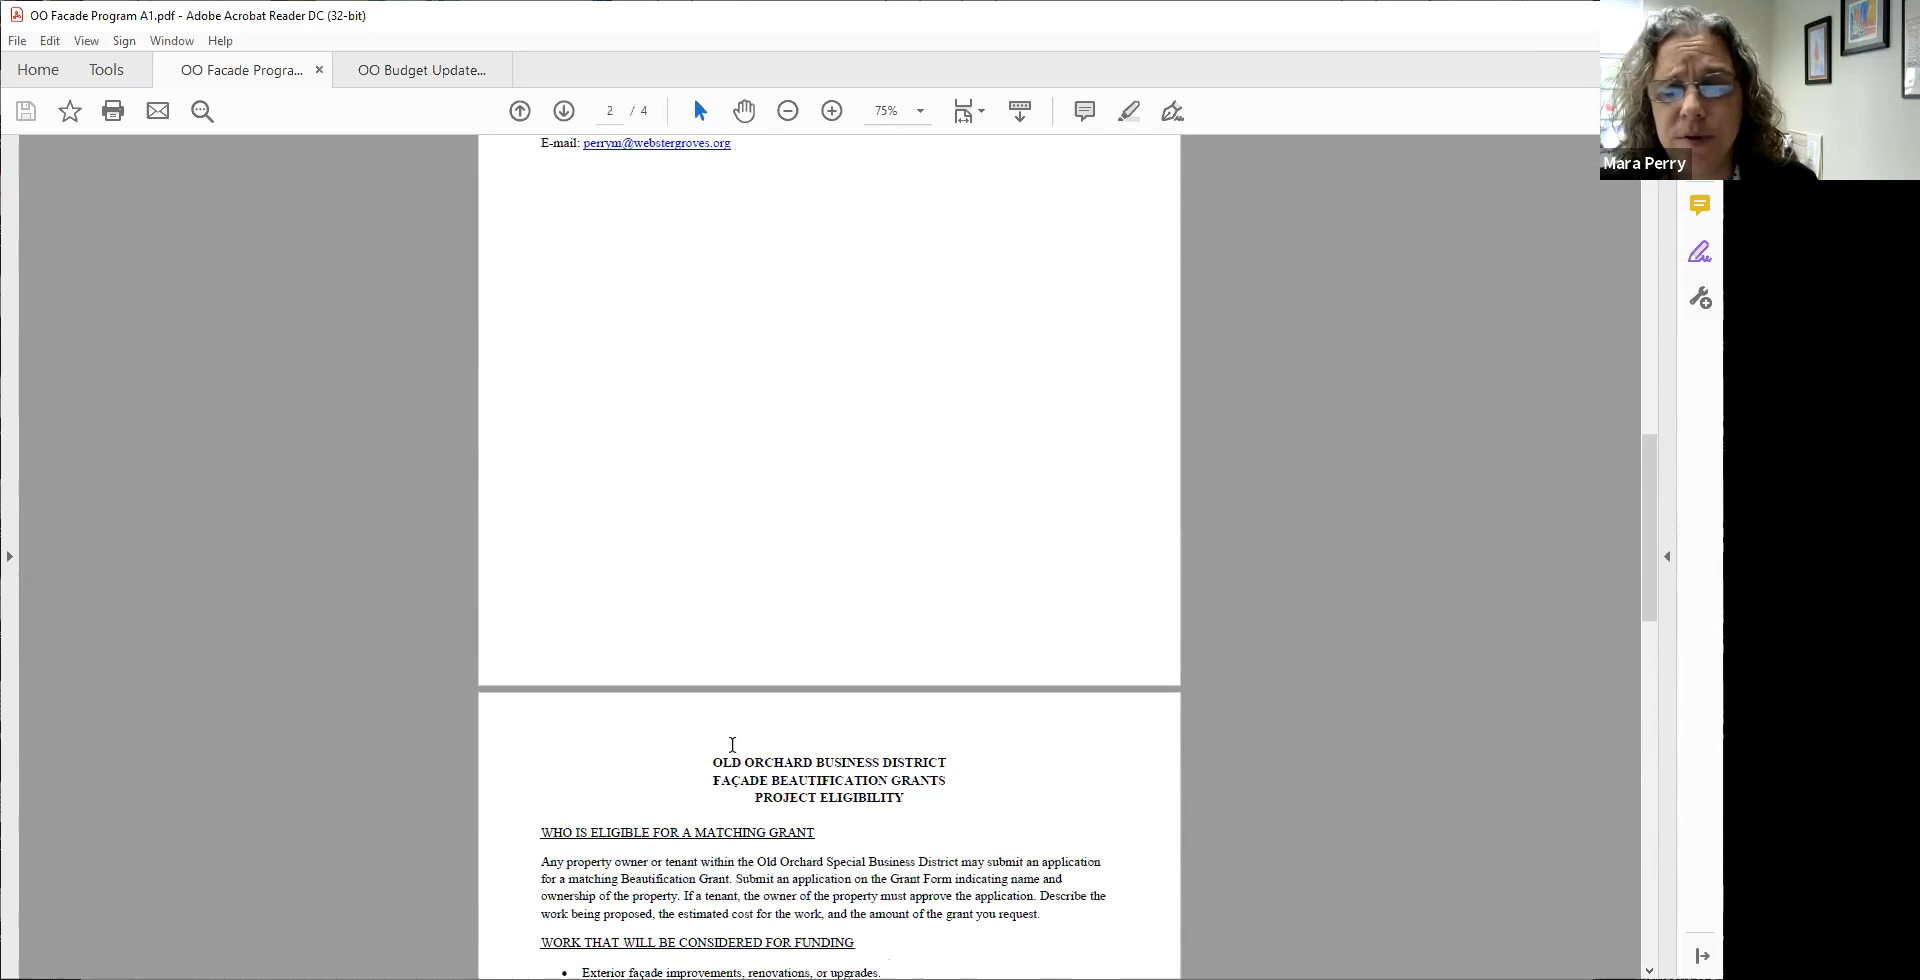 OO Facade Program A1.pdf - Adobe Acrobat Reader DC (32-bit)
File Edit View Sign Window Help
Home Tools OO Facade Progra... × OO Budget Update...
2 / 4 75%
Mara Perry
E-mail: perrym@webstergroves.org
OLD ORCHARD BUSINESS DISTRICT
FAÇADE BEAUTIFICATION GRANTS
PROJECT ELIGIBILITY
WHO IS ELIGIBLE FOR A MATCHING GRANT
Any property owner or tenant within the Old Orchard Special Business District may submit an application
for a matching Beautification Grant. Submit an application on the Grant Form indicating name and
ownership of the property. If a tenant, the owner of the property must approve the application. Describe the
work being proposed, the estimated cost for the work, and the amount of the grant you request.
WORK THAT WILL BE CONSIDERED FOR FUNDING
• Exterior façade improvements, renovations, or upgrades.